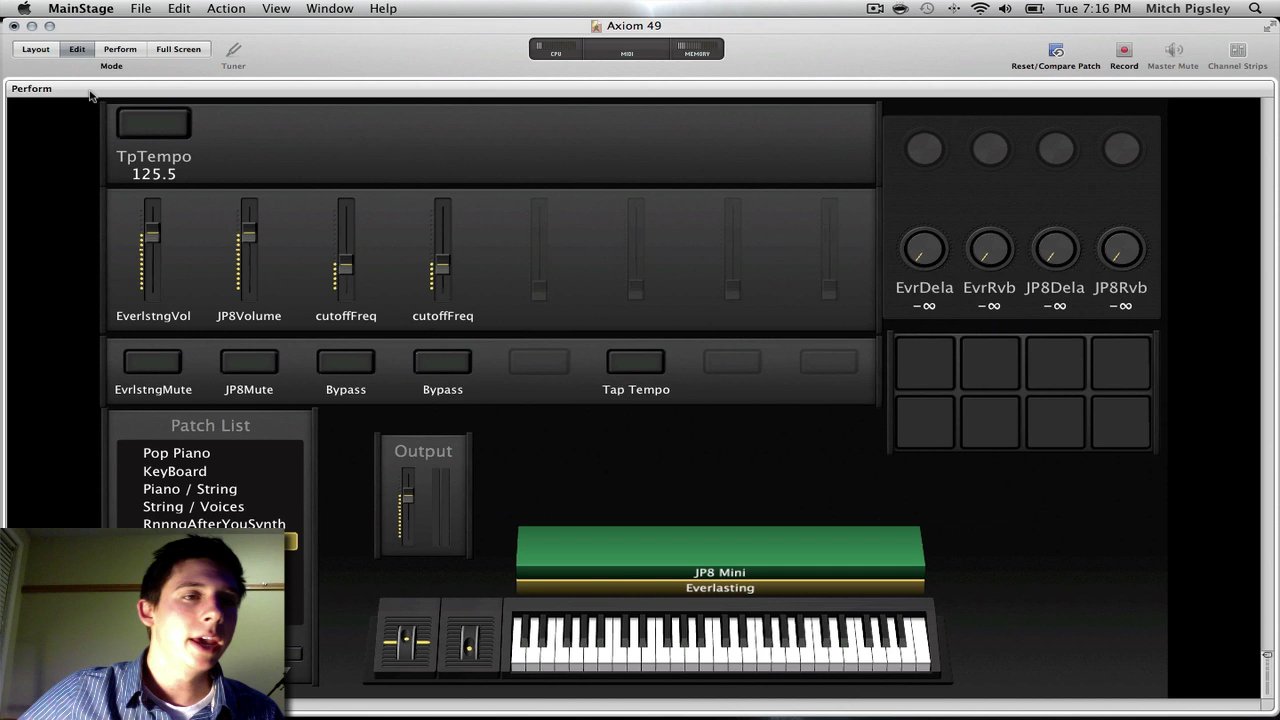 MainStage File Edit Action View Window Help Tue 7:16 PM Mitch Pigsley
Axiom 49
Layout Edit Perform Full Screen
Mode
Tuner
CPU MIDI MEMORY
Reset/Compare Patch Record Master Mute Channel Strips
Perform
TpTempo
125.5
EverlstngVol JP8Volume cutoffFreq cutoffFreq
EvrDela EvrRvb JP8Dela JP8Rvb
-∞ -∞ -∞ -∞
EvrlstngMute JP8Mute Bypass Bypass Tap Tempo
Patch List
Pop Piano
KeyBoard
Piano / String
String / Voices
RnnngAfterYouSynth
Output
JP8 Mini
Everlasting